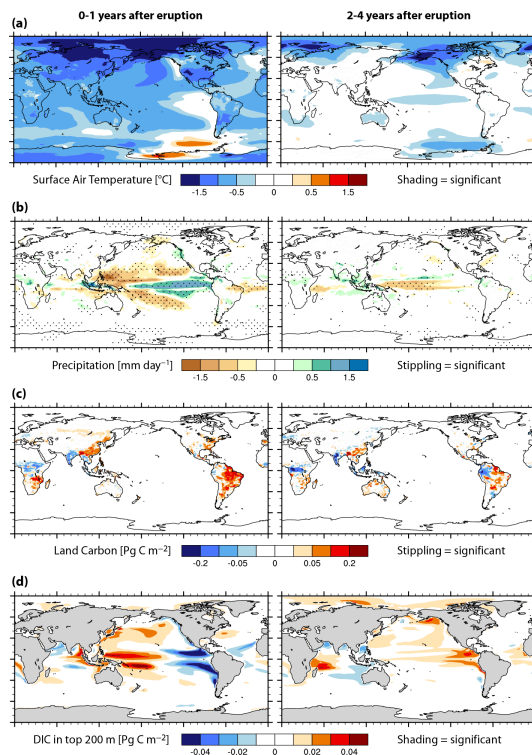 0-1 years after eruption
2-4 years after eruption
(a)
Surface Air Temperature [°C]
-1.5 -0.5 0 0.5 1.5
Shading = significant
(b)
Precipitation [mm day⁻¹]
-1.5 -0.5 0 0.5 1.5
Stippling = significant
(c)
Land Carbon [Pg C m⁻²]
-0.2 -0.05 0 0.05 0.2
Stippling = significant
(d)
DIC in top 200 m [Pg C m⁻²]
-0.04 -0.02 0 0.02 0.04
Shading = significant